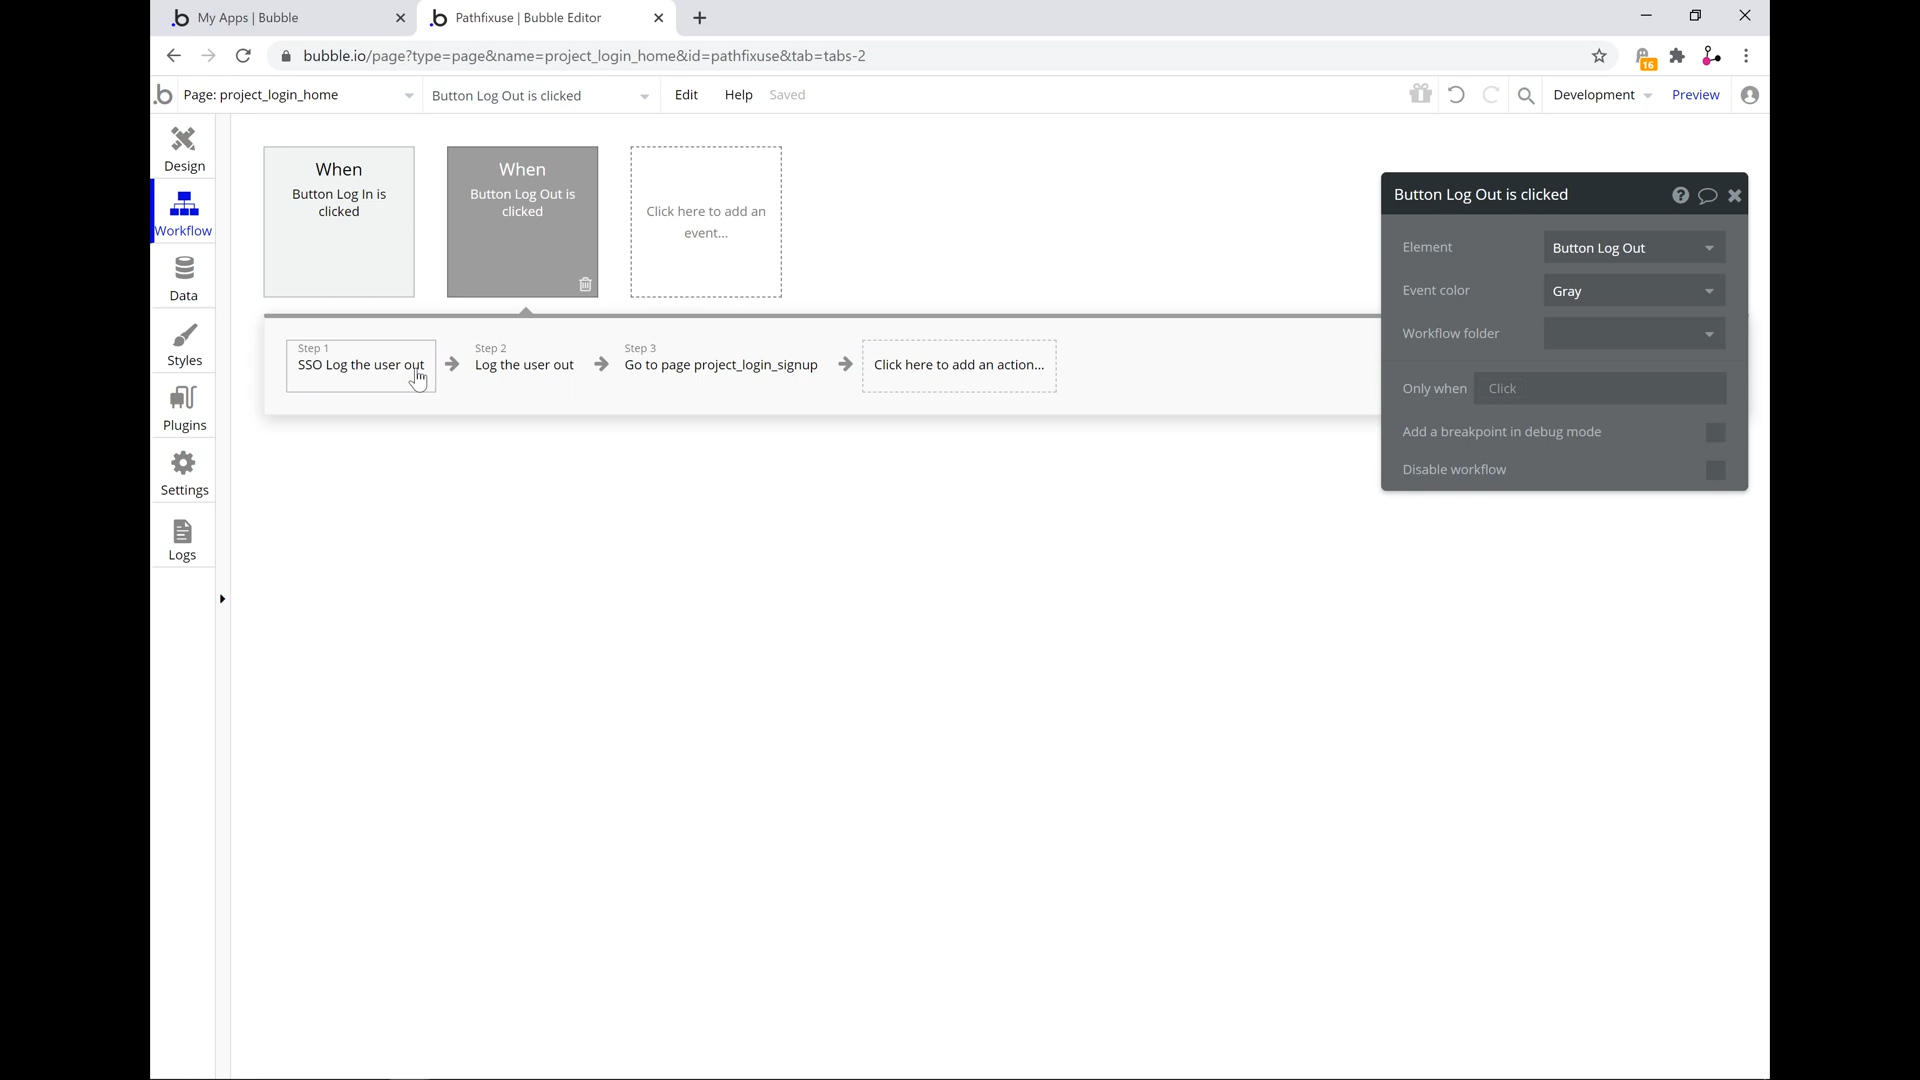 My Apps | Bubble
Pathfixuse | Bubble Editor
bubble.io/page?type=page&name=project_login_home&id=pathfixuse&tab=tabs-2
16
Page: project_login_home
Button Log Out is clicked
Edit
Help
Saved
Development
Preview
Design
Workflow
Data
Styles
Plugins
Settings
Logs
When
Button Log In is
clicked
When
Button Log Out is
clicked
Click here to add an
event...
Step 1
SSO Log the user out
Step 2
Log the user out
Step 3
Go to page project_login_signup
Click here to add an action...
Button Log Out is clicked
Element
Button Log Out
Event color
Gray
Workflow folder
Only when
Click
Add a breakpoint in debug mode
Disable workflow